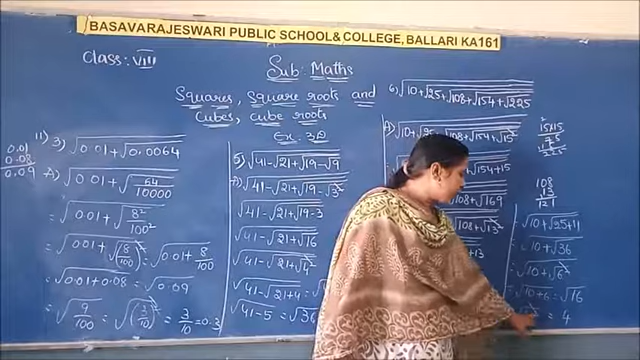 BASAVARAJESWARI PUBLIC SCHOOL & COLLEGE, BALLARI KA161
Class: VIII
Sub: Maths
Squares, Square roots and
Cubes, cube roots
Ex: 3D
0.01
0.08
0.09
II) 3) √0.01+√0.0064
A) √0.01+√64/10000
= √0.01+√8²/100²
= √0.01+√(8/100)² = √0.01+8/100
= √0.01+0.08 = √0.09
= √9/100 = √(3/10)² = 3/10 = 0.3
5) √41-√21+√19-√9
A) √41-√21+√19-√3²
= √41-√21+√19-3
= √41-√21+√16
= √41-√21+√4²
= √41-√21+4
= √41-5 = √36
6) √10+√25+√108+√154+√225
A) √10+√25+√108+√154+√15²
√154+15
√108+√169
√108+√13²
15×15
75
225
108
13
121
= √10+√25+11
= √10+√36
= √10+√6²
= √10+6 = √16
= 4